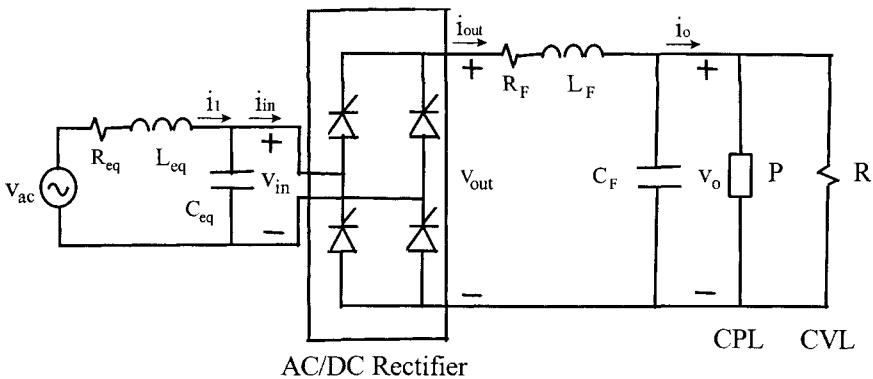 i_out
i_o
+
+
R_F
L_F
i_1
i_in
+
R_eq
L_eq
v_ac
C_eq
v_in
v_out
C_F
v_o
P
R
−
−
−
CPL
CVL
AC/DC Rectifier